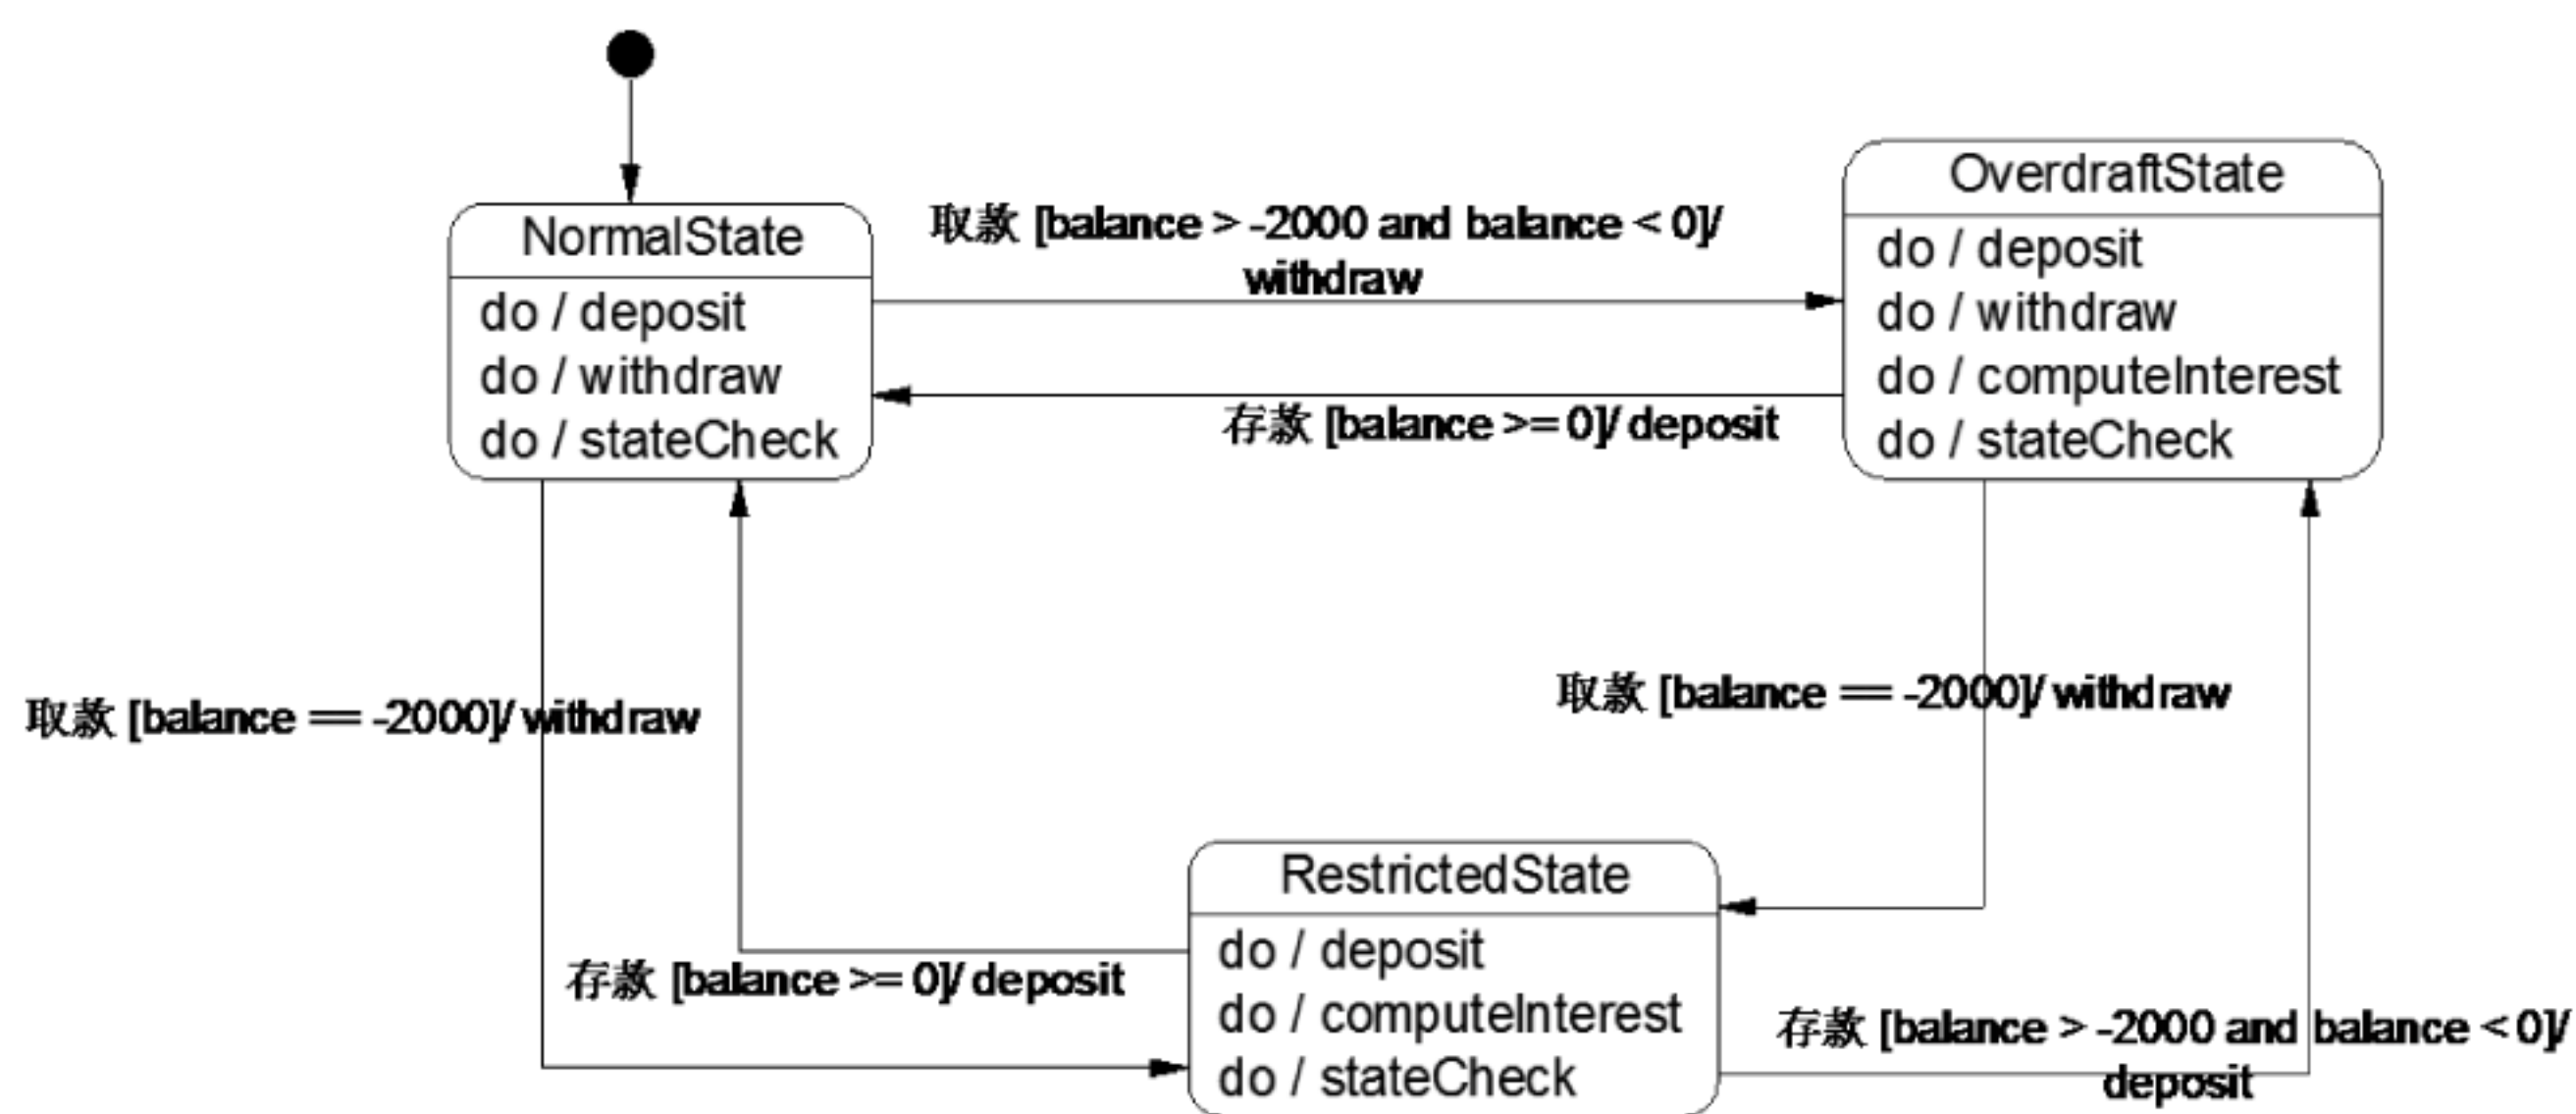 NormalState
do / deposit
do / withdraw
do / stateCheck
取款 [balance > -2000 and balance < 0]/
withdraw
存款 [balance >= 0]/ deposit
OverdraftState
do / deposit
do / withdraw
do / computeInterest
do / stateCheck
取款 [balance == -2000]/ withdraw
取款 [balance == -2000]/ withdraw
存款 [balance >= 0]/ deposit
RestrictedState
do / deposit
do / computeInterest
do / stateCheck
存款 [balance > -2000 and balance < 0]/
deposit